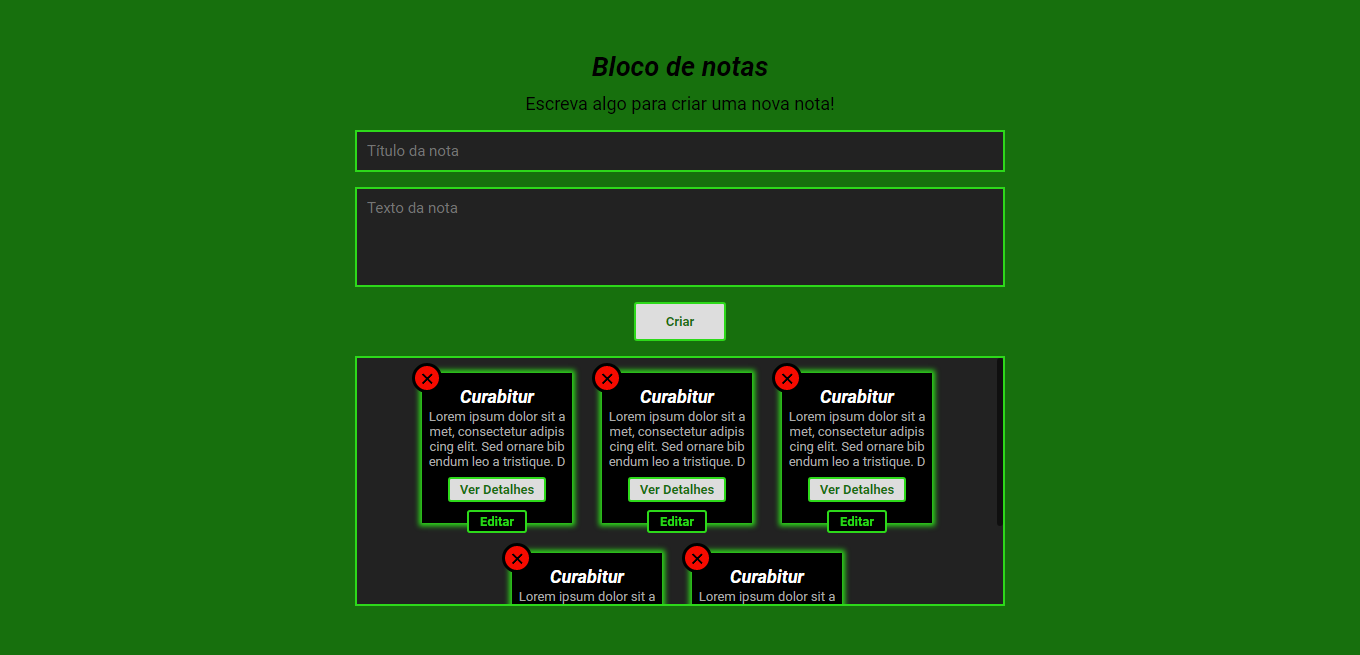 Bloco de notas
Escreva algo para criar uma nova nota!
Título da nota
Texto da nota
Criar
Curabitur
Lorem ipsum dolor sit a
met, consectetur adipis
cing elit. Sed ornare bib
endum leo a tristique. D
Ver Detalhes
Editar
Curabitur
Lorem ipsum dolor sit a
met, consectetur adipis
cing elit. Sed ornare bib
endum leo a tristique. D
Ver Detalhes
Editar
Curabitur
Lorem ipsum dolor sit a
met, consectetur adipis
cing elit. Sed ornare bib
endum leo a tristique. D
Ver Detalhes
Editar
Curabitur
Lorem ipsum dolor sit a
Curabitur
Lorem ipsum dolor sit a